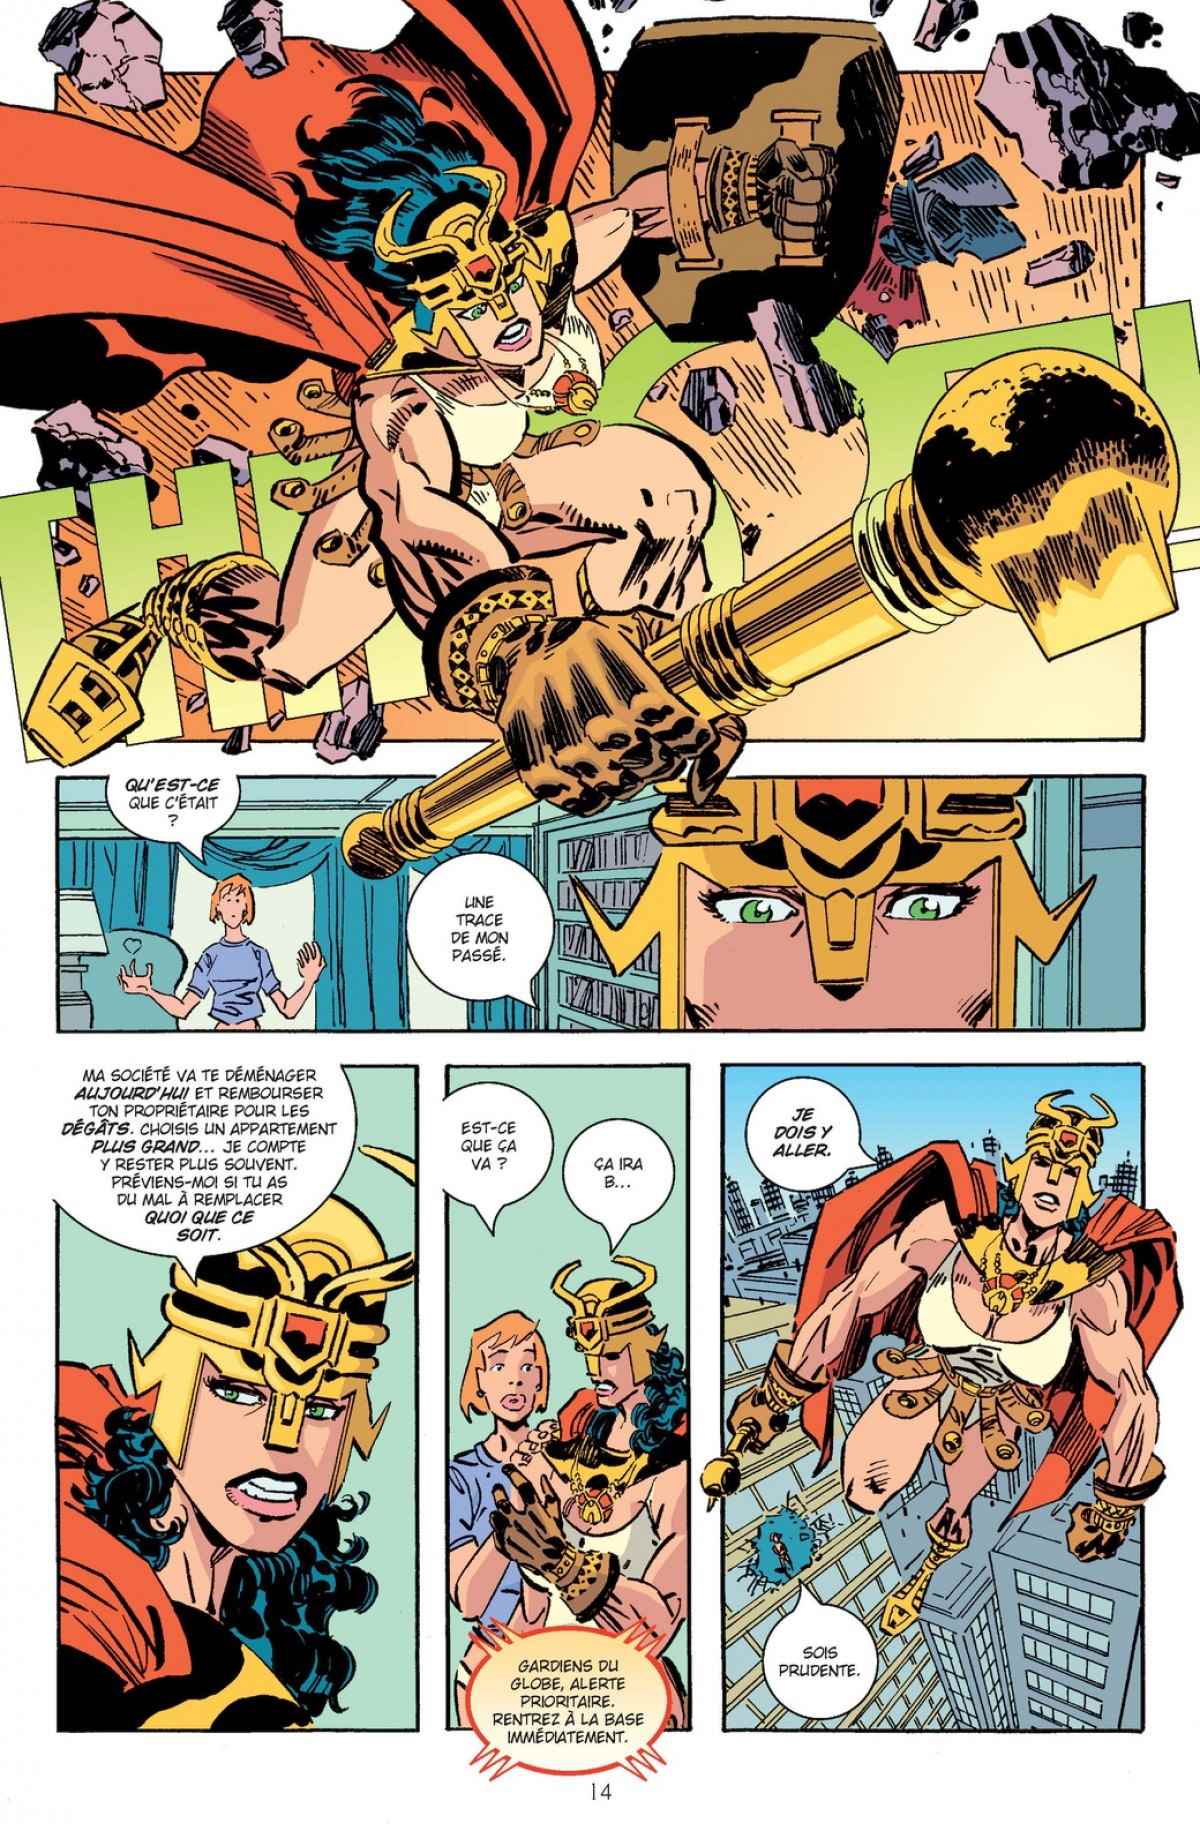 QU'EST-CE
QUE C'ÉTAIT
?
UNE
TRACE
DE MON
PASSÉ.
MA SOCIÉTÉ VA TE DÉMÉNAGER
AUJOURD'HUI ET REMBOURSER
TON PROPRIÉTAIRE POUR LES
DÉGÂTS. CHOISIS UN APPARTEMENT
PLUS GRAND... JE COMPTE
Y RESTER PLUS SOUVENT.
PRÉVIENS-MOI SI TU AS
DU MAL À REMPLACER
QUOI QUE CE
SOIT.
EST-CE
QUE ÇA
VA ?
ÇA IRA
B...
GARDIENS DU
GLOBE, ALERTE
PRIORITAIRE.
RENTREZ À LA BASE
IMMÉDIATEMENT.
JE
DOIS Y
ALLER.
SOIS
PRUDENTE.
14